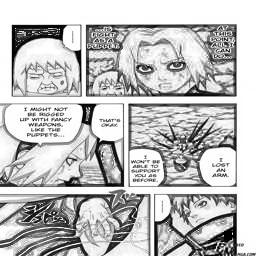 AT THIS
POINT,
ALL I
CAN
DO...
...IS
FIGHT
AS A
PUPPET.
I MIGHT NOT
BE RIGGED
UP WITH FANCY
WEAPONS,
LIKE THE
PUPPETS...
THAT'S
OKAY.
I LOST
AN
ARM.
I
WON'T BE
ABLE TO
SUPPORT YOU
AS BEFORE.